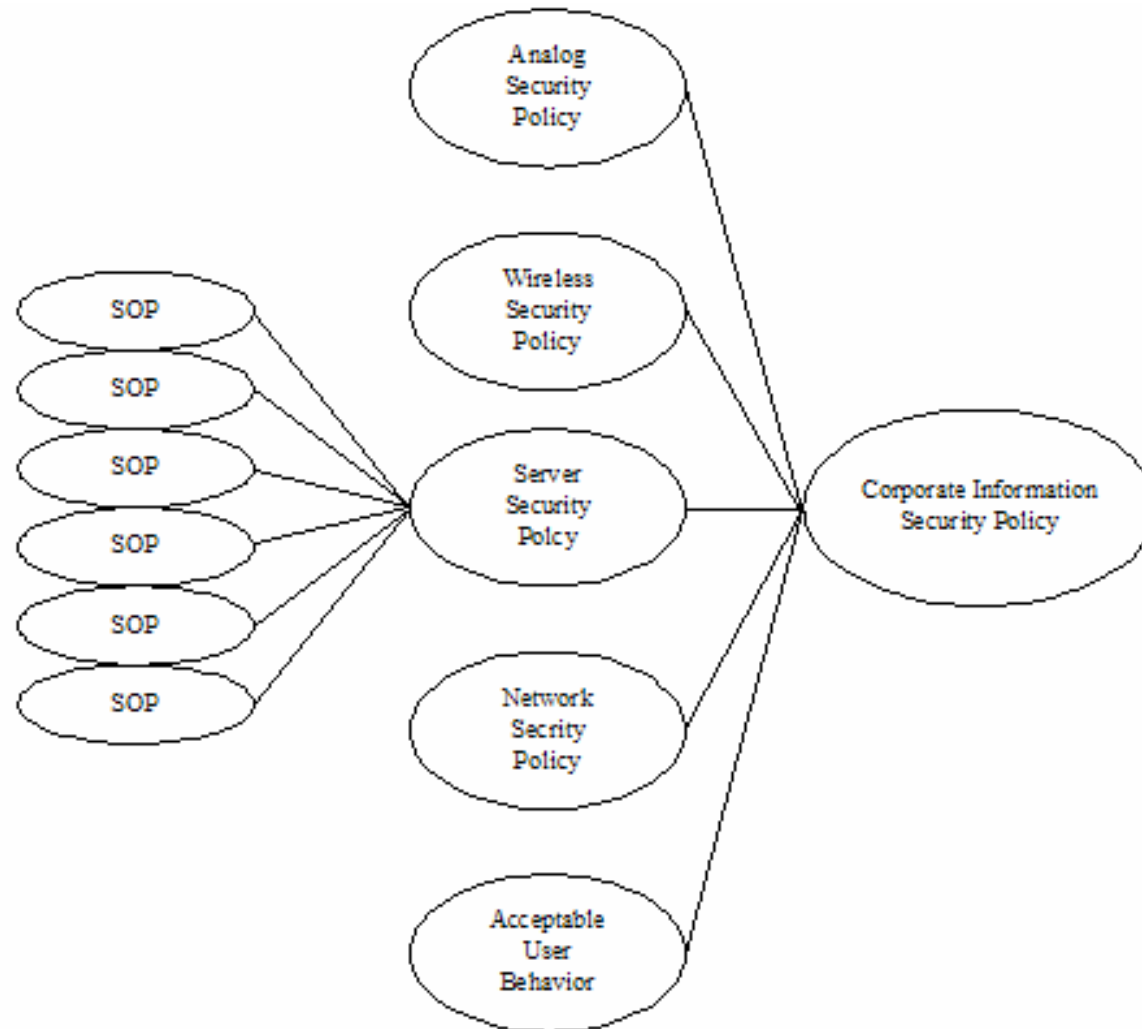 Analog
Security
Policy
Wireless
Security
Policy
SOP
SOP
SOP
SOP
SOP
SOP
Server
Security
Polcy
Corporate Information
Security Policy
Network
Secrity
Policy
Acceptable
User
Behavior